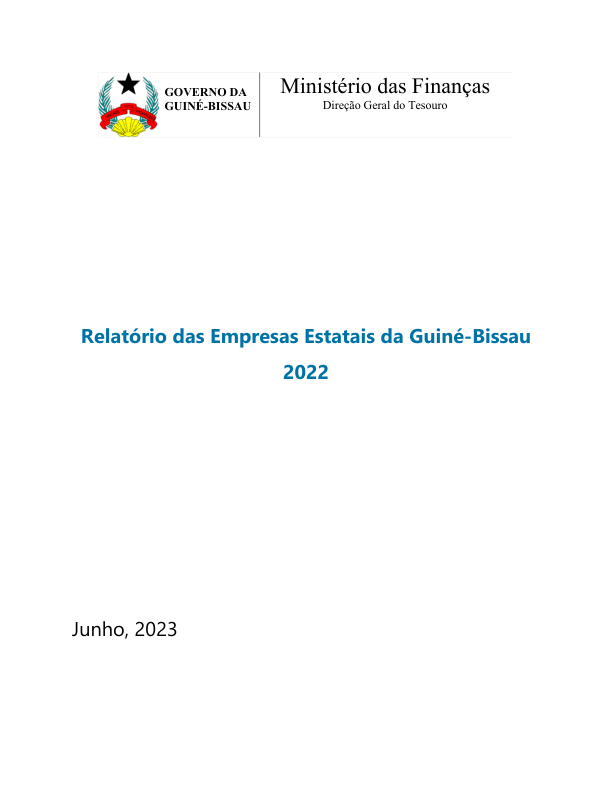 GOVERNO DA
GUINÉ-BISSAU
Ministério das Finanças
Direção Geral do Tesouro
Relatório das Empresas Estatais da Guiné-Bissau
2022
Junho, 2023